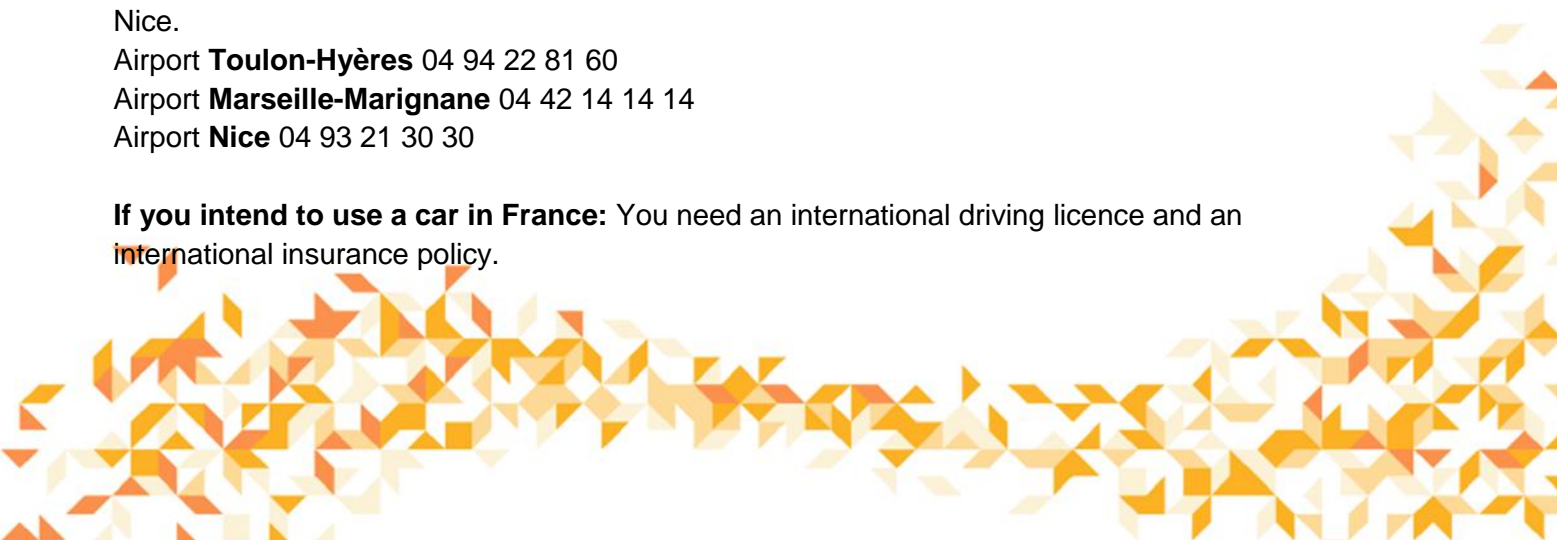 Nice.
Airport Toulon-Hyères 04 94 22 81 60
Airport Marseille-Marignane 04 42 14 14 14
Airport Nice 04 93 21 30 30
If you intend to use a car in France: You need an international driving licence and an
international insurance policy.